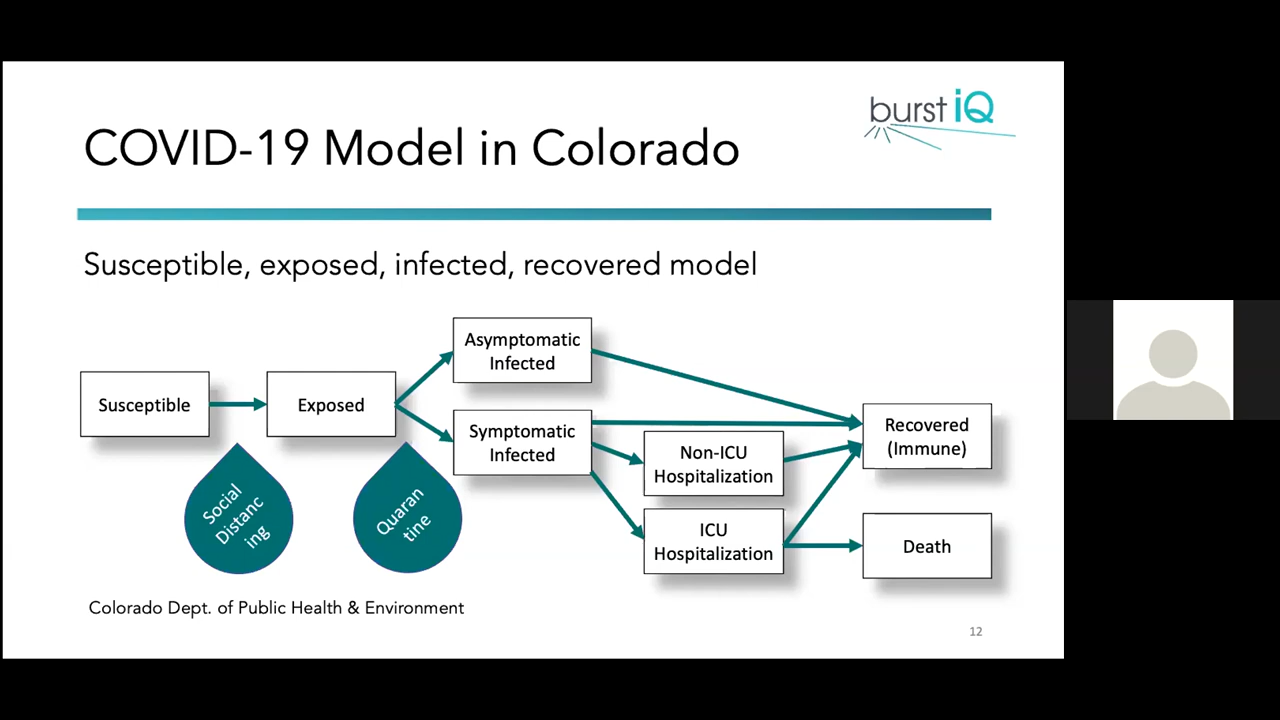 burst iQ
COVID-19 Model in Colorado
Susceptible, exposed, infected, recovered model
Asymptomatic
Infected
Susceptible
Exposed
Symptomatic
Infected
Non-ICU
Hospitalization
Recovered
(Immune)
ICU
Hospitalization
Death
Social
Distanc
ing
Quaran
tine
Colorado Dept. of Public Health & Environment
12